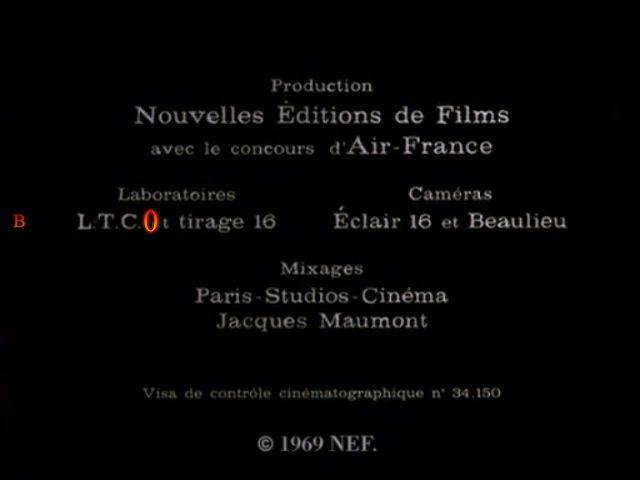 Production
Nouvelles Éditions de Films
avec le concours d'Air-France
Laboratoires
B L.T.C.0t tirage 16
Caméras
Éclair 16 et Beaulieu
Mixages
Paris-Studios-Cinéma
Jacques Maumont
Visa de contrôle cinématographique n° 34.150
© 1969 NEF.